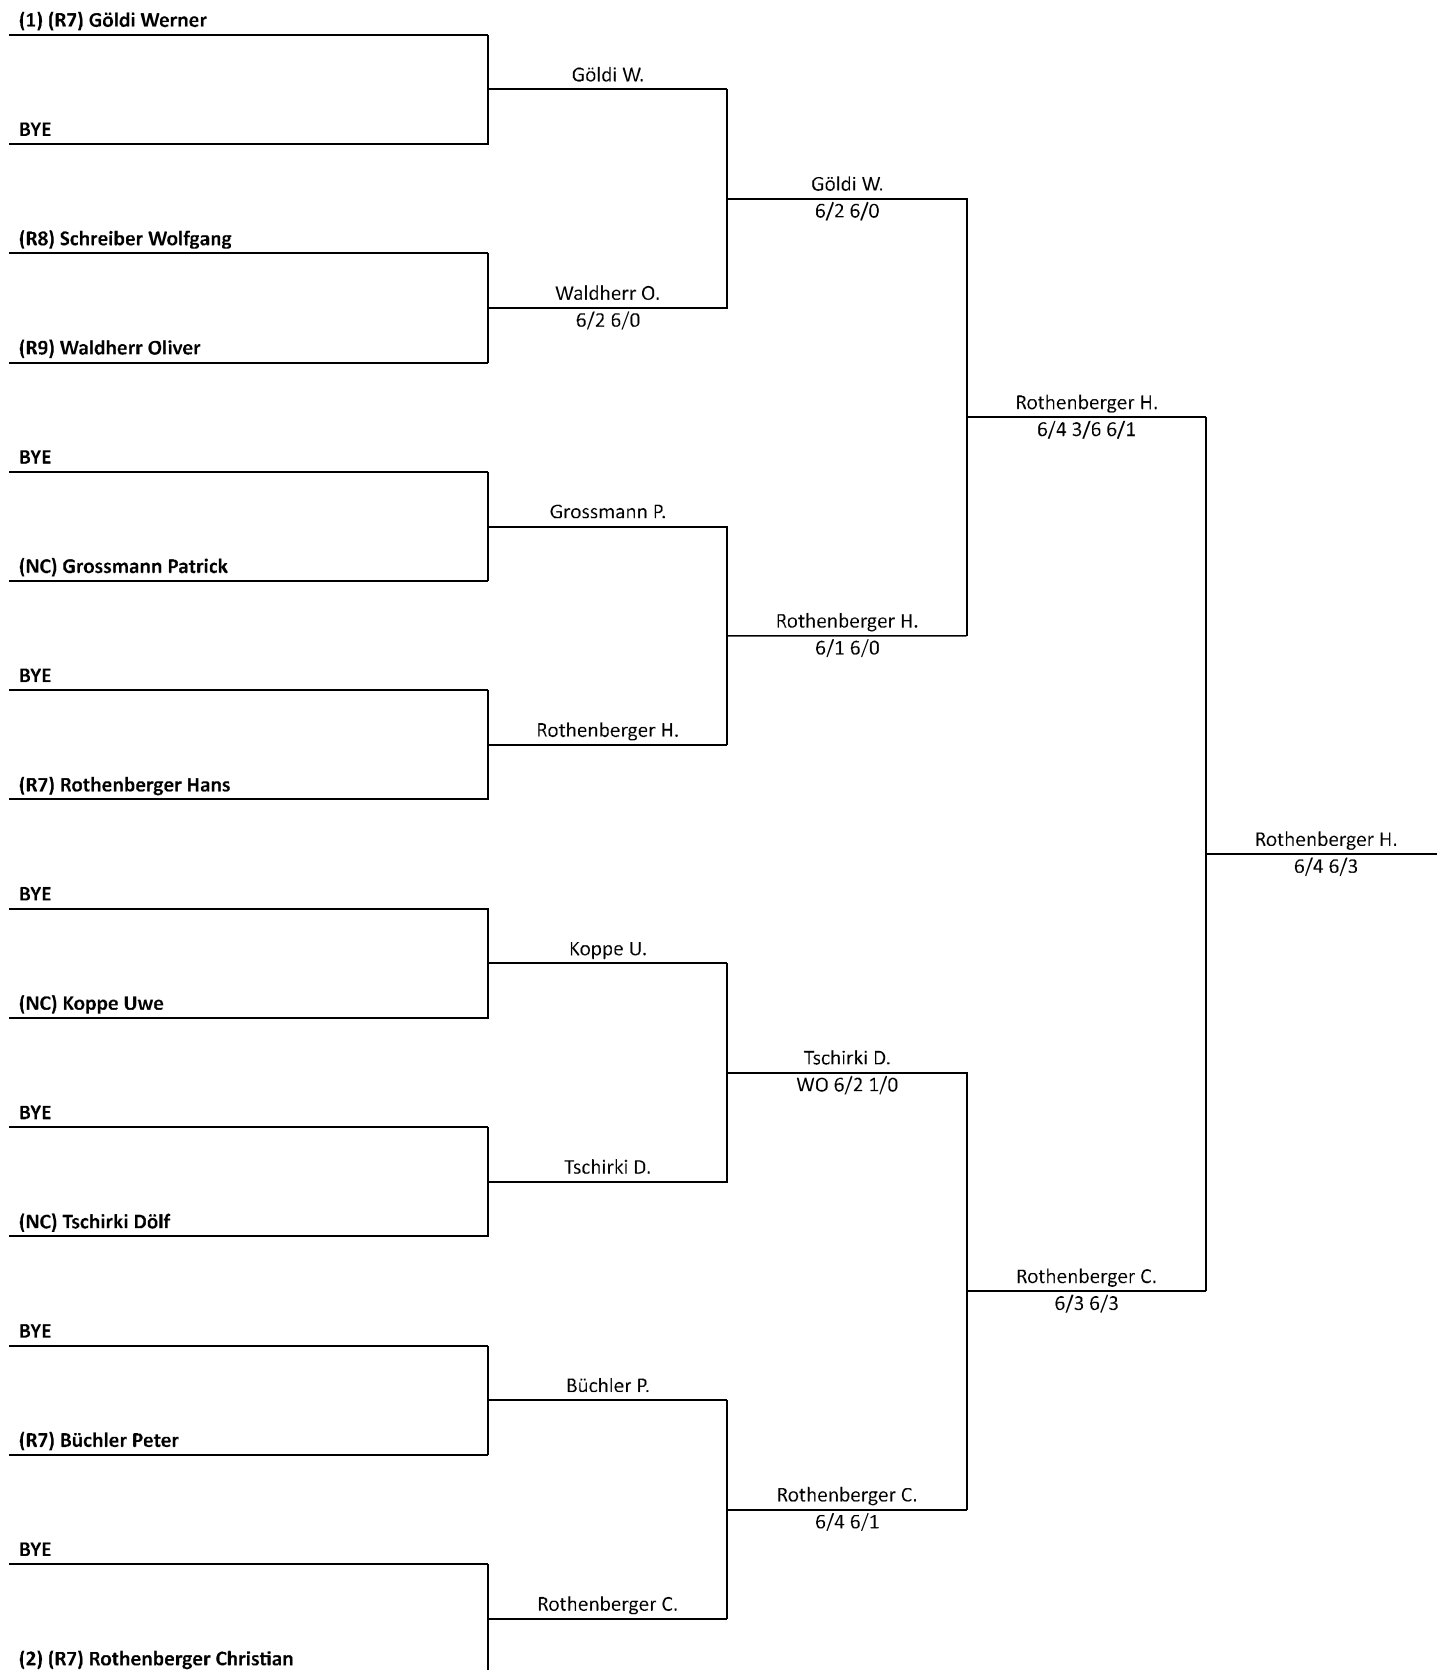 (1) (R7) Göldi Werner
Göldi W.
BYE
Göldi W.
6/2 6/0
(R8) Schreiber Wolfgang
Waldherr O.
6/2 6/0
(R9) Waldherr Oliver
Rothenberger H.
6/4 3/6 6/1
BYE
Grossmann P.
(NC) Grossmann Patrick
Rothenberger H.
6/1 6/0
BYE
Rothenberger H.
(R7) Rothenberger Hans
Rothenberger H.
6/4 6/3
BYE
Koppe U.
(NC) Koppe Uwe
Tschirki D.
WO 6/2 1/0
BYE
Tschirki D.
(NC) Tschirki Dölf
Rothenberger C.
6/3 6/3
BYE
Büchler P.
(R7) Büchler Peter
Rothenberger C.
6/4 6/1
BYE
Rothenberger C.
(2) (R7) Rothenberger Christian